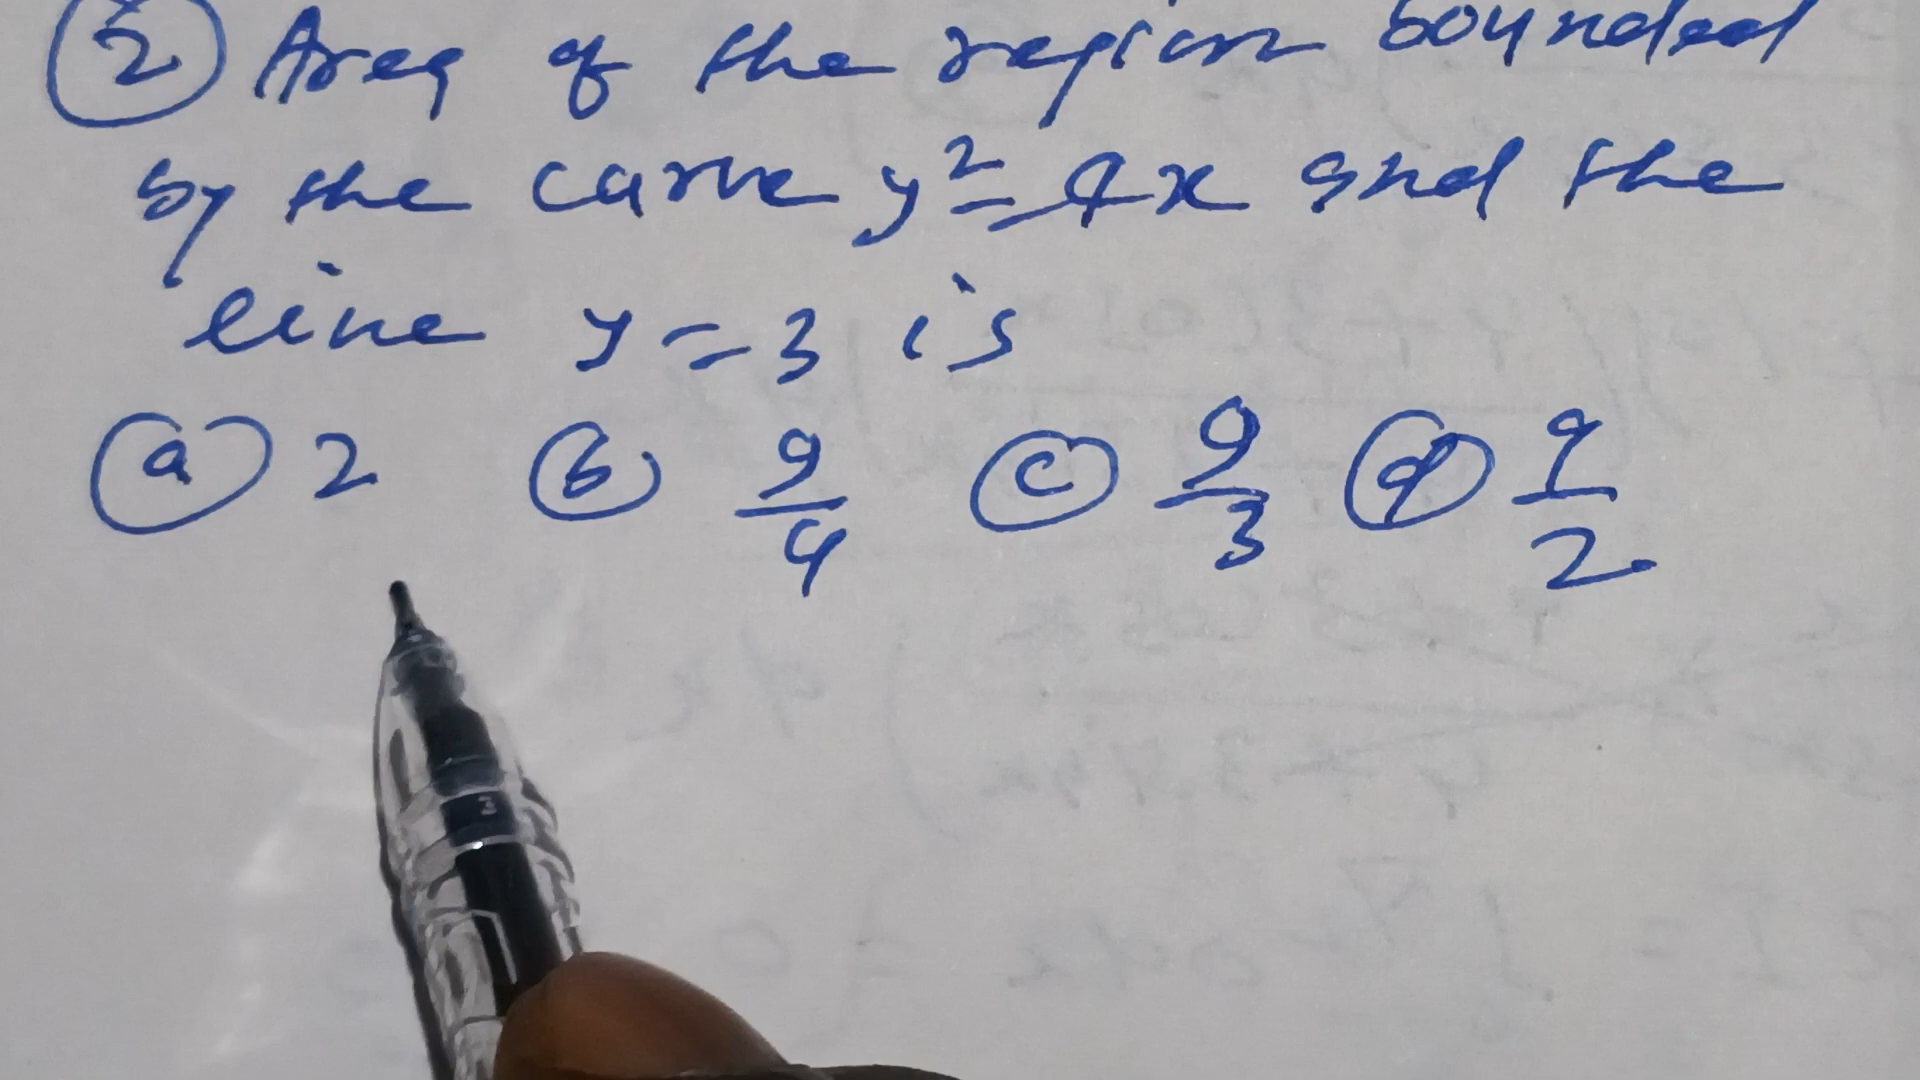 2 Area of the region bounded
by the curve y² = 4x and the
line y = 3 is
a 2 b 9/4 c 9/3 d 9/2.